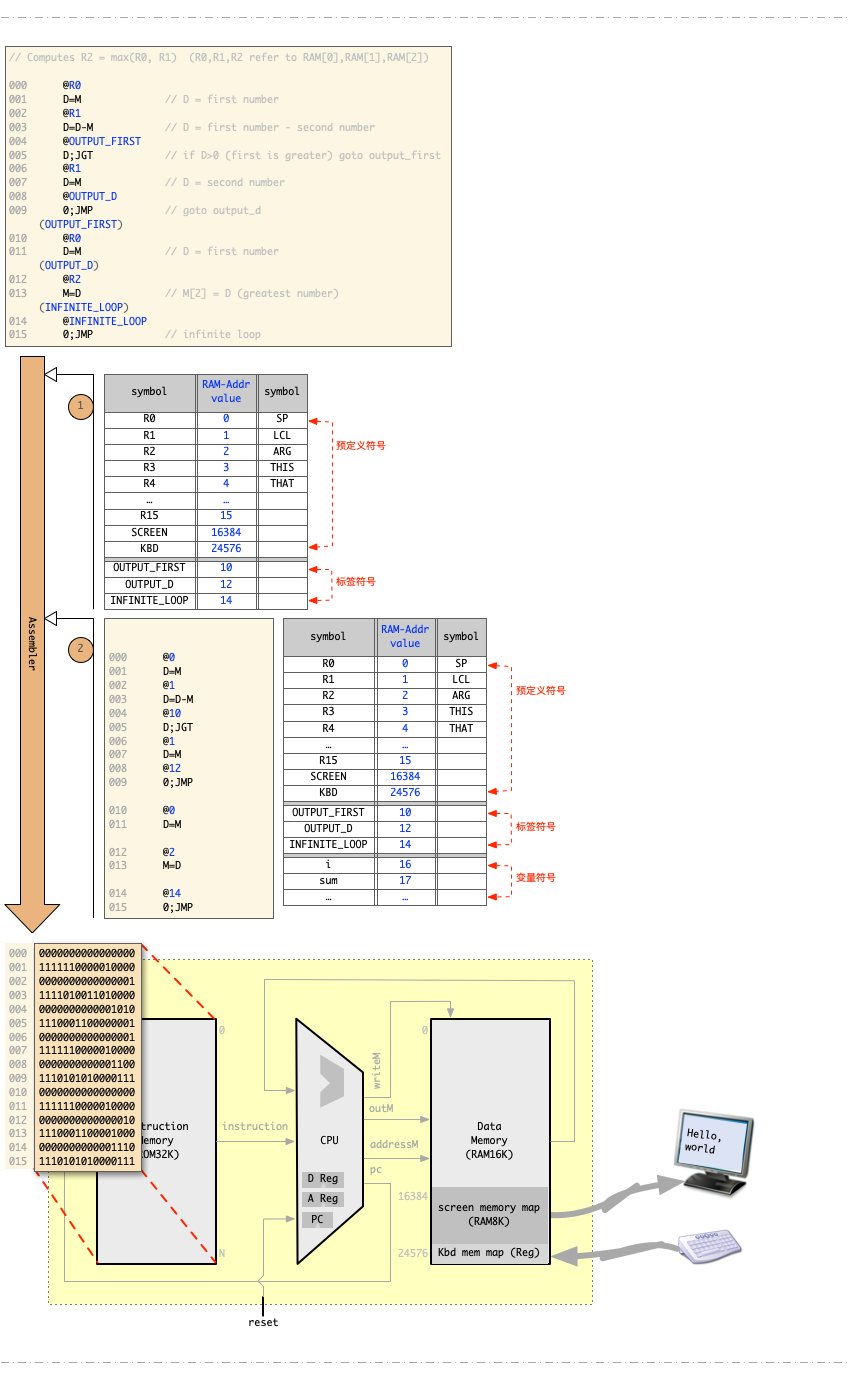 // Computes R2 = max(R0, R1)  (R0,R1,R2 refer to RAM[0],RAM[1],RAM[2])
000 @R0
001 D=M // D = first number
002 @R1
003 D=D-M // D = first number - second number
004 @OUTPUT_FIRST
005 D;JGT // if D>0 (first is greater) goto output_first
006 @R1
007 D=M // D = second number
008 @OUTPUT_D
009 0;JMP // goto output_d
(OUTPUT_FIRST)
010 @R0
011 D=M // D = first number
(OUTPUT_D)
012 @R2
013 M=D // M[2] = D (greatest number)
(INFINITE_LOOP)
014 @INFINITE_LOOP
015 0;JMP // infinite loop
Assembler
1
symbol RAM-Addr value symbol
R0 0 SP
R1 1 LCL
R2 2 ARG
R3 3 THIS
R4 4 THAT
… …
R15 15
SCREEN 16384
KBD 24576
预定义符号
OUTPUT_FIRST 10
OUTPUT_D 12
INFINITE_LOOP 14
标签符号
2
000 @0
001 D=M
002 @1
003 D=D-M
004 @10
005 D;JGT
006 @1
007 D=M
008 @12
009 0;JMP
010 @0
011 D=M
012 @2
013 M=D
014 @14
015 0;JMP
symbol RAM-Addr value symbol
R0 0 SP
R1 1 LCL
R2 2 ARG
R3 3 THIS
R4 4 THAT
… …
R15 15
SCREEN 16384
KBD 24576
预定义符号
OUTPUT_FIRST 10
OUTPUT_D 12
INFINITE_LOOP 14
标签符号
i 16
sum 17
… …
变量符号
000 0000000000000000
001 1111110000010000
002 0000000000000001
003 1111010011010000
004 0000000000001010
005 1110001100000001
006 0000000000000001
007 1111110000010000
008 0000000000001100
009 1110101010000111
010 0000000000000000
011 1111110000010000
012 0000000000000010
013 1110001100001000
014 0000000000001110
015 1110101010000111
0
truction
emory
OM32K)
N
instruction
CPU
D Reg
A Reg
PC
writeM
outM
addressM
pc
reset
0
Data
Memory
(RAM16K)
16384
screen memory map
(RAM8K)
24576
Kbd mem map (Reg)
Hello,
world